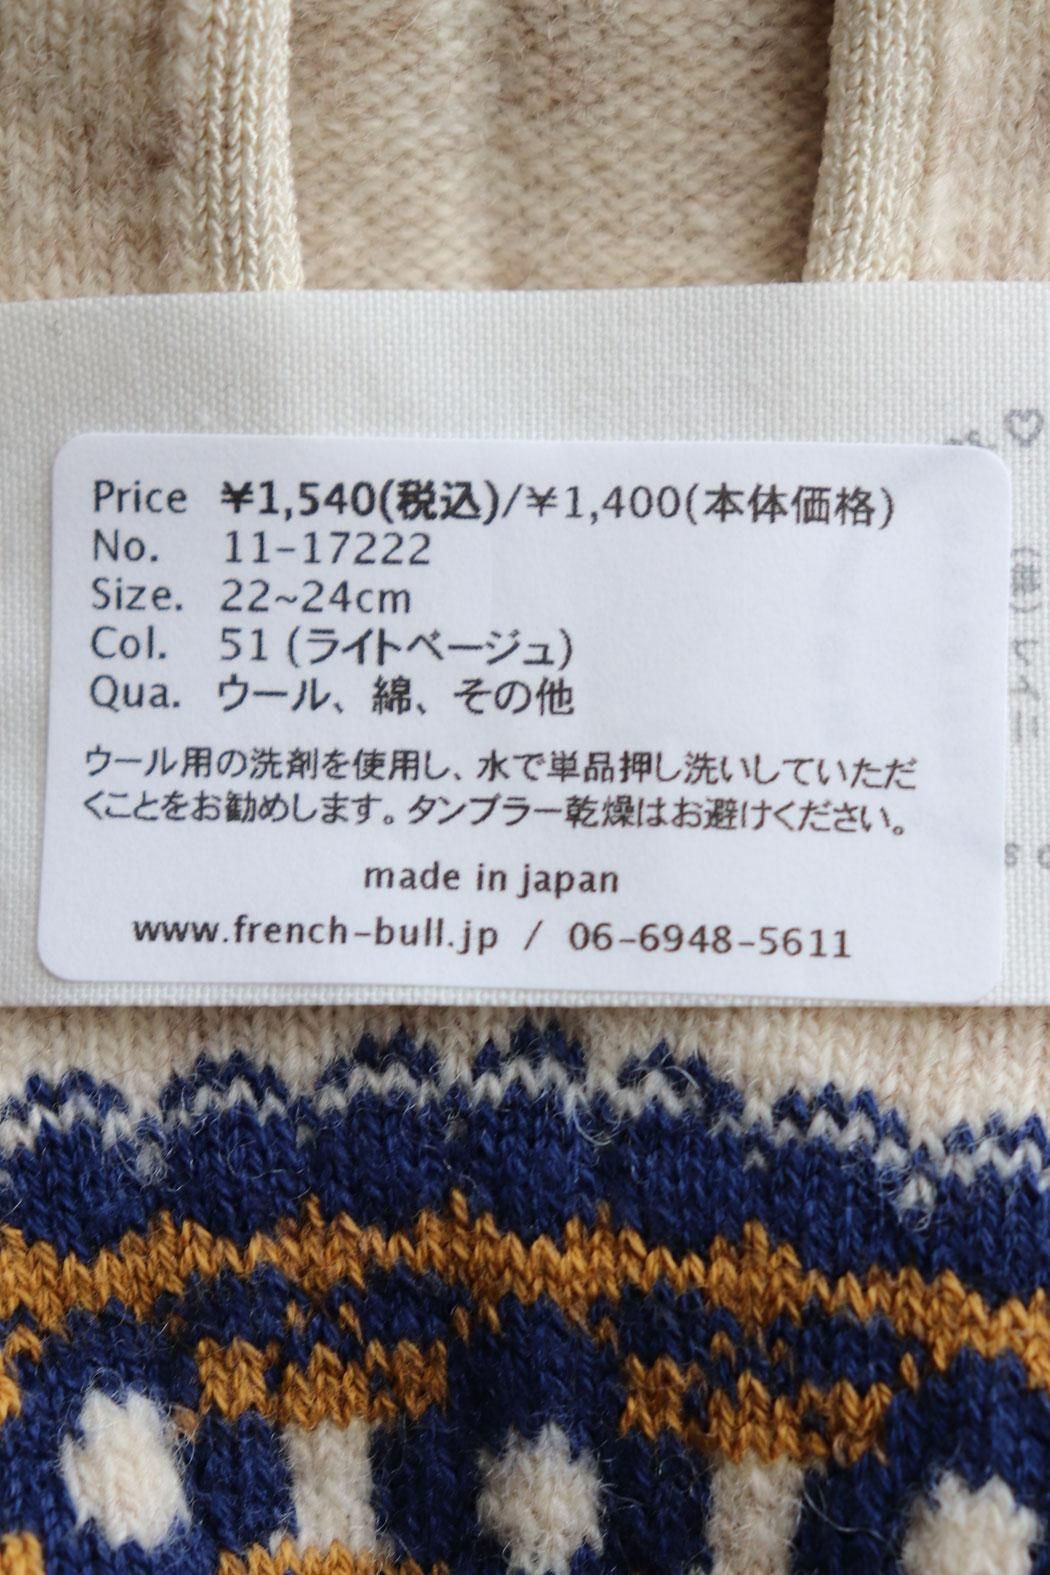 Price ¥1,540(税込)/¥1,400(本体価格)
No. 11-17222
Size. 22~24cm
Col. 51 (ライトベージュ)
Qua. ウール、綿、その他
ウール用の洗剤を使用し、水で単品押し洗いしていただ
くことをお勧めします。タンブラー乾燥はお避けください。
made in japan
www.french-bull.jp / 06-6948-5611